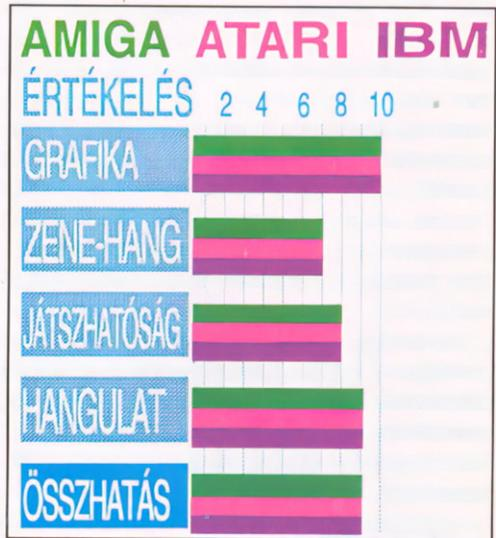 AMIGA ATARI IBM
ÉRTÉKELÉS 2 4 6 8 10
GRAFIKA
ZENE-HANG
JÁTSZHATÓSÁG
HANGULAT
ÖSSZHATÁS